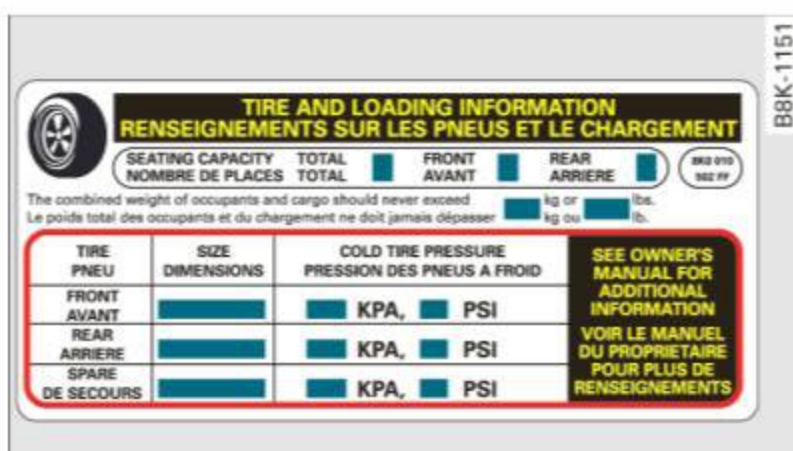 B8K-1151
TIRE AND LOADING INFORMATION
RENSEIGNEMENTS SUR LES PNEUS ET LE CHARGEMENT
SEATING CAPACITY TOTAL FRONT REAR
NOMBRE DE PLACES TOTAL AVANT ARRIERE
8K0 010
502 FF
The combined weight of occupants and cargo should never exceed kg or lbs.
Le poids total des occupants et du chargement ne doit jamais dépasser kg ou lb.
TIRE SIZE COLD TIRE PRESSURE
PNEU DIMENSIONS PRESSION DES PNEUS A FROID
FRONT
AVANT KPA, PSI
REAR
ARRIERE KPA, PSI
SPARE
DE SECOURS KPA, PSI
SEE OWNER'S
MANUAL FOR
ADDITIONAL
INFORMATION
VOIR LE MANUEL
DU PROPRIETAIRE
POUR PLUS DE
RENSEIGNEMENTS